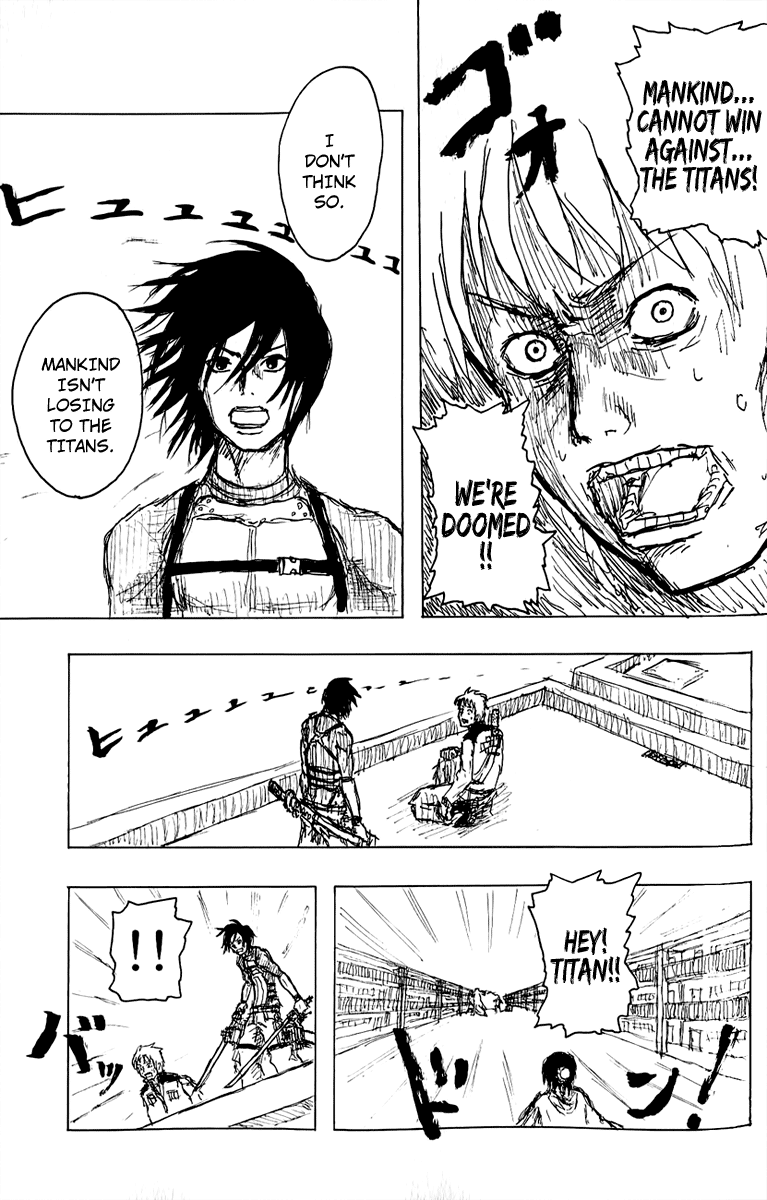 MANKIND...
CANNOT WIN
AGAINST...
THE TITANS!
ゴォ
WE'RE
DOOMED
!!
I
DON'T
THINK
SO.
ヒュュュュュュュ
MANKIND
ISN'T
LOSING
TO THE
TITANS.
ヒュュュュュュ
HEY!
TITAN!!
ドン!
!!
バッ